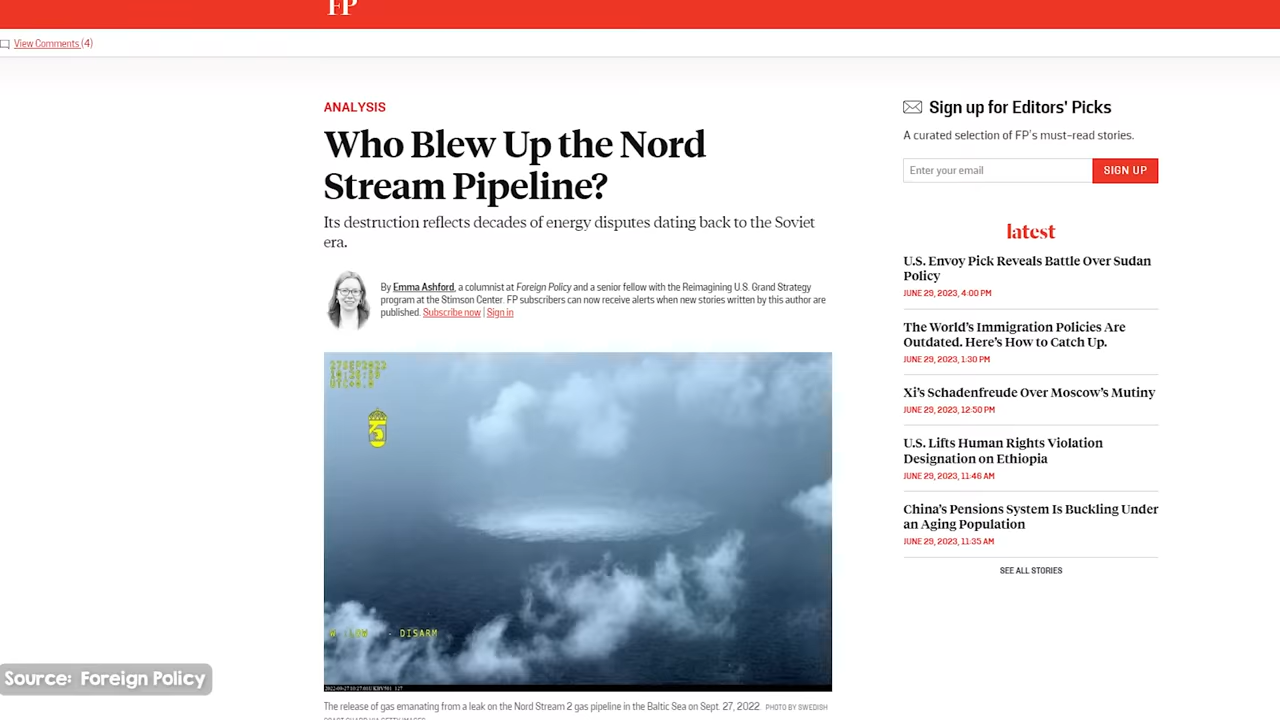 FP
View Comments (4)
ANALYSIS
Who Blew Up the Nord
Stream Pipeline?
Its destruction reflects decades of energy disputes dating back to the Soviet
era.
By Emma Ashford, a columnist at Foreign Policy and a senior fellow with the Reimagining U.S. Grand Strategy
program at the Stimson Center. FP subscribers can now receive alerts when new stories written by this author are
published. Subscribe now | Sign in
27SEP2022
W LOW - DISARM
The release of gas emanating from a leak on the Nord Stream 2 gas pipeline in the Baltic Sea on Sept. 27, 2022. PHOTO BY SWEDISH
COAST GUARD VIA GETTY IMAGES
Sign up for Editors' Picks
A curated selection of FP's must-read stories.
Enter your email
SIGN UP
latest
U.S. Envoy Pick Reveals Battle Over Sudan
Policy
JUNE 29, 2023, 4:00 PM
The World's Immigration Policies Are
Outdated. Here's How to Catch Up.
JUNE 29, 2023, 1:30 PM
Xi's Schadenfreude Over Moscow's Mutiny
JUNE 29, 2023, 12:50 PM
U.S. Lifts Human Rights Violation
Designation on Ethiopia
JUNE 29, 2023, 11:46 AM
China's Pensions System Is Buckling Under
an Aging Population
JUNE 29, 2023, 11:35 AM
SEE ALL STORIES
Source: Foreign Policy